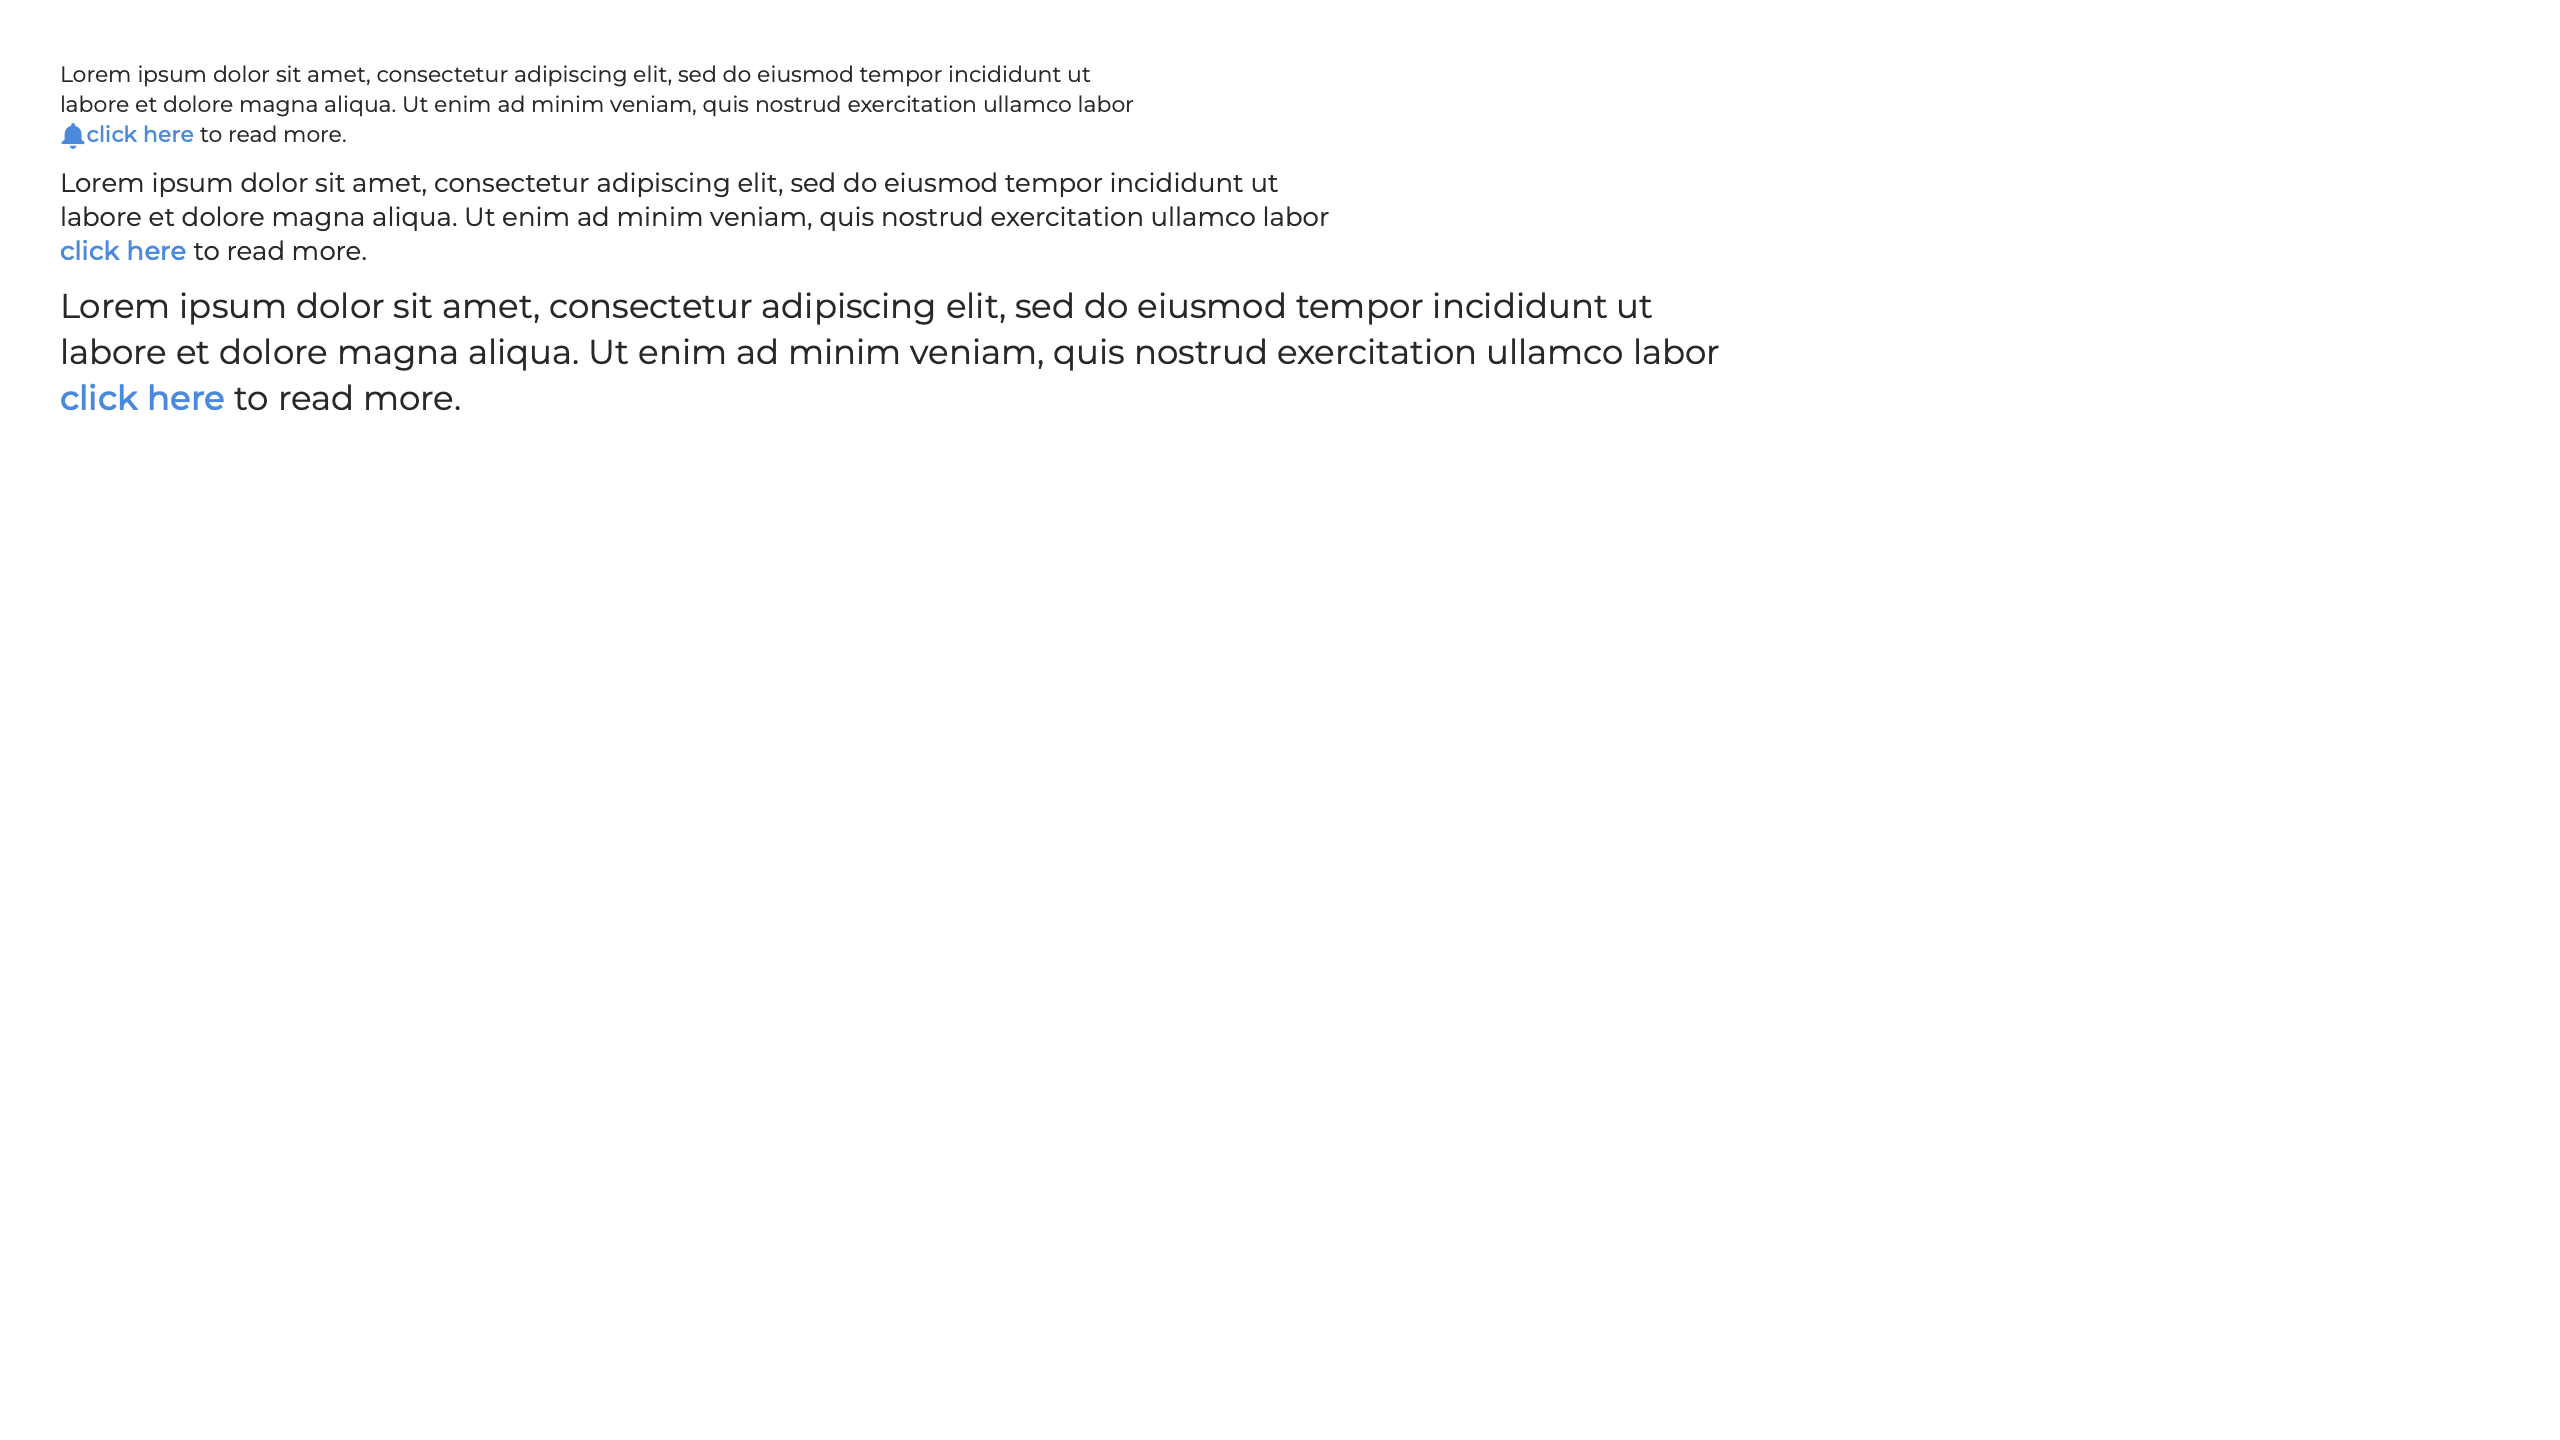 Lorem ipsum dolor sit amet, consectetur adipiscing elit, sed do eiusmod tempor incididunt ut
labore et dolore magna aliqua. Ut enim ad minim veniam, quis nostrud exercitation ullamco labor
click here to read more.
Lorem ipsum dolor sit amet, consectetur adipiscing elit, sed do eiusmod tempor incididunt ut
labore et dolore magna aliqua. Ut enim ad minim veniam, quis nostrud exercitation ullamco labor
click here to read more.
Lorem ipsum dolor sit amet, consectetur adipiscing elit, sed do eiusmod tempor incididunt ut
labore et dolore magna aliqua. Ut enim ad minim veniam, quis nostrud exercitation ullamco labor
click here to read more.